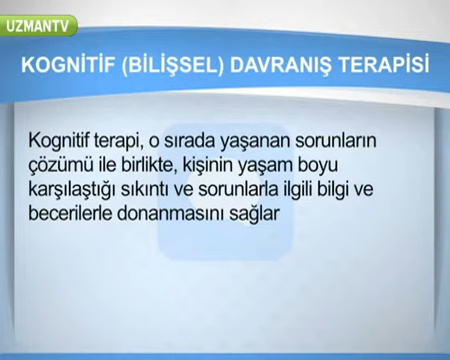 UZMANTV
KOGNİTİF (BİLİŞSEL) DAVRANIŞ TERAPİSİ
Kognitif terapi, o sırada yaşanan sorunların
çözümü ile birlikte, kişinin yaşam boyu
karşılaştığı sıkıntı ve sorunlarla ilgili bilgi ve
becerilerle donanmasını sağlar